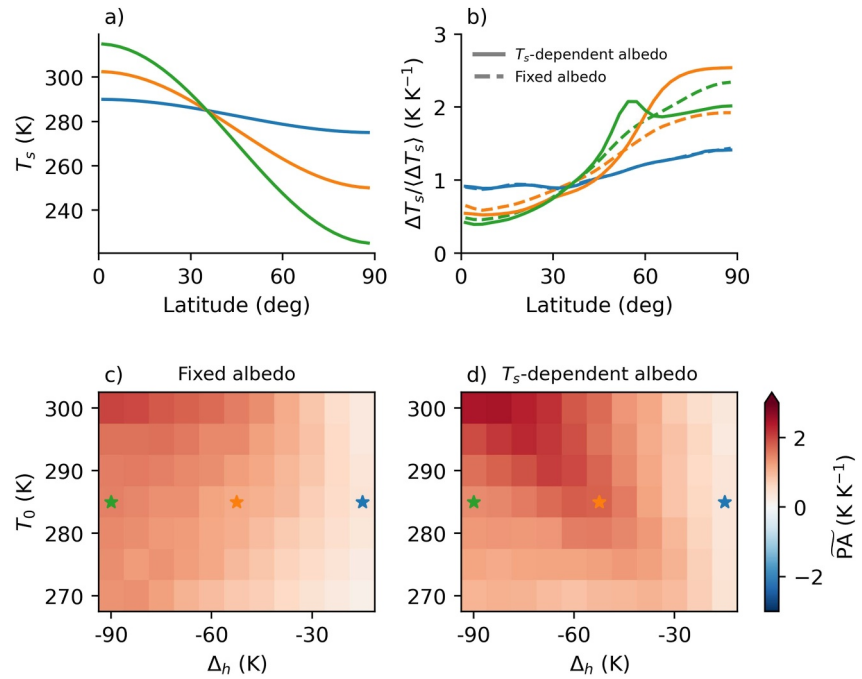 a)
300
280
260
240
T_s (K)
0 30 60 90
Latitude (deg)
b)
T_s-dependent albedo
Fixed albedo
3
2
1
0
ΔT_s/⟨ΔT_s⟩ (K K⁻¹)
0 30 60 90
Latitude (deg)
c) Fixed albedo
300
290
280
270
T_0 (K)
-90 -60 -30
Δ_h (K)
d) T_s-dependent albedo
-90 -60 -30
Δ_h (K)
2
0
−2
P͠A (K K⁻¹)